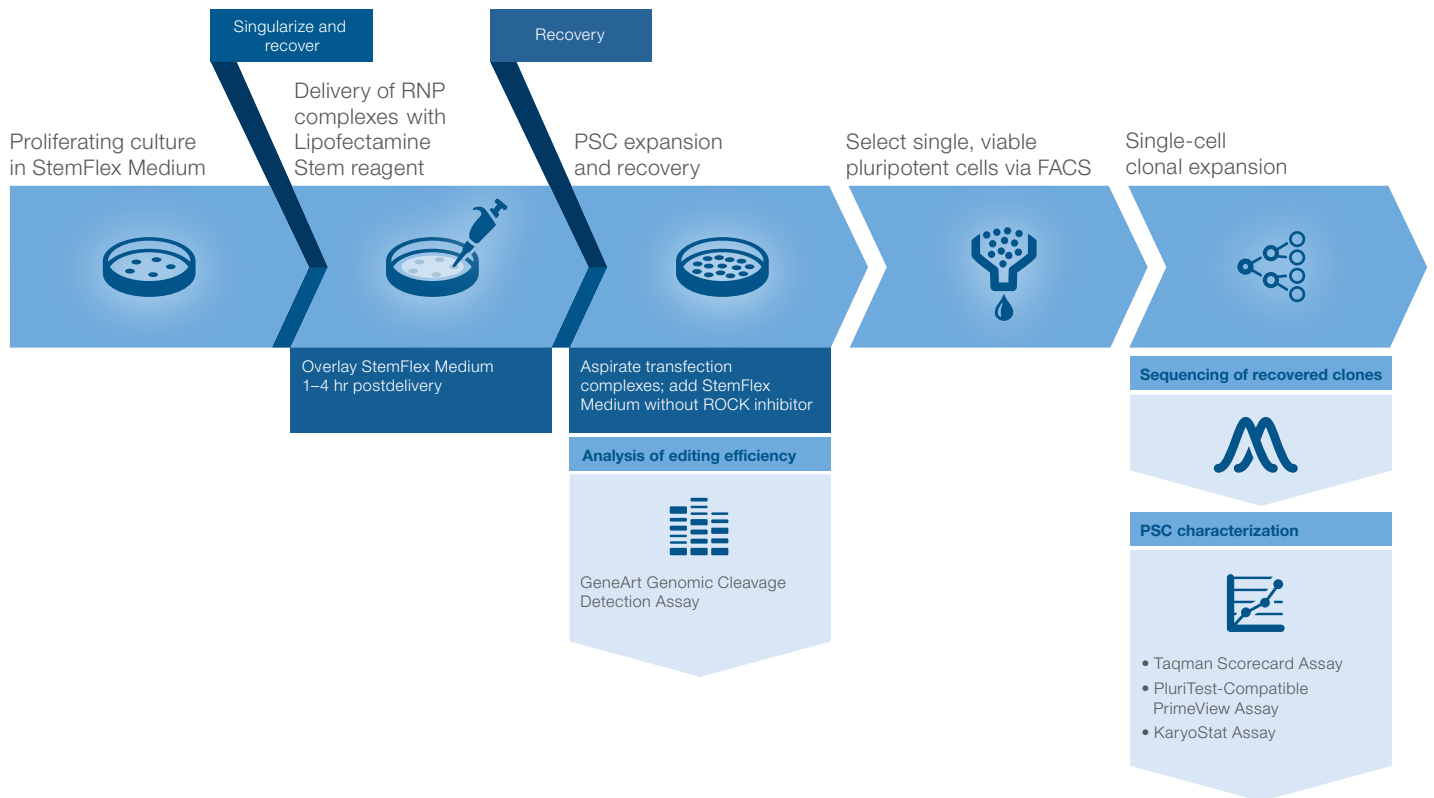 Singularize and
recover
Recovery
Proliferating culture
in StemFlex Medium
Delivery of RNP
complexes with
Lipofectamine
Stem reagent
PSC expansion
and recovery
Select single, viable
pluripotent cells via FACS
Single-cell
clonal expansion
Overlay StemFlex Medium
1–4 hr postdelivery
Aspirate transfection
complexes; add StemFlex
Medium without ROCK inhibitor
Analysis of editing efficiency
GeneArt Genomic Cleavage
Detection Assay
Sequencing of recovered clones
PSC characterization
• Taqman Scorecard Assay
• PluriTest-Compatible
PrimeView Assay
• KaryoStat Assay